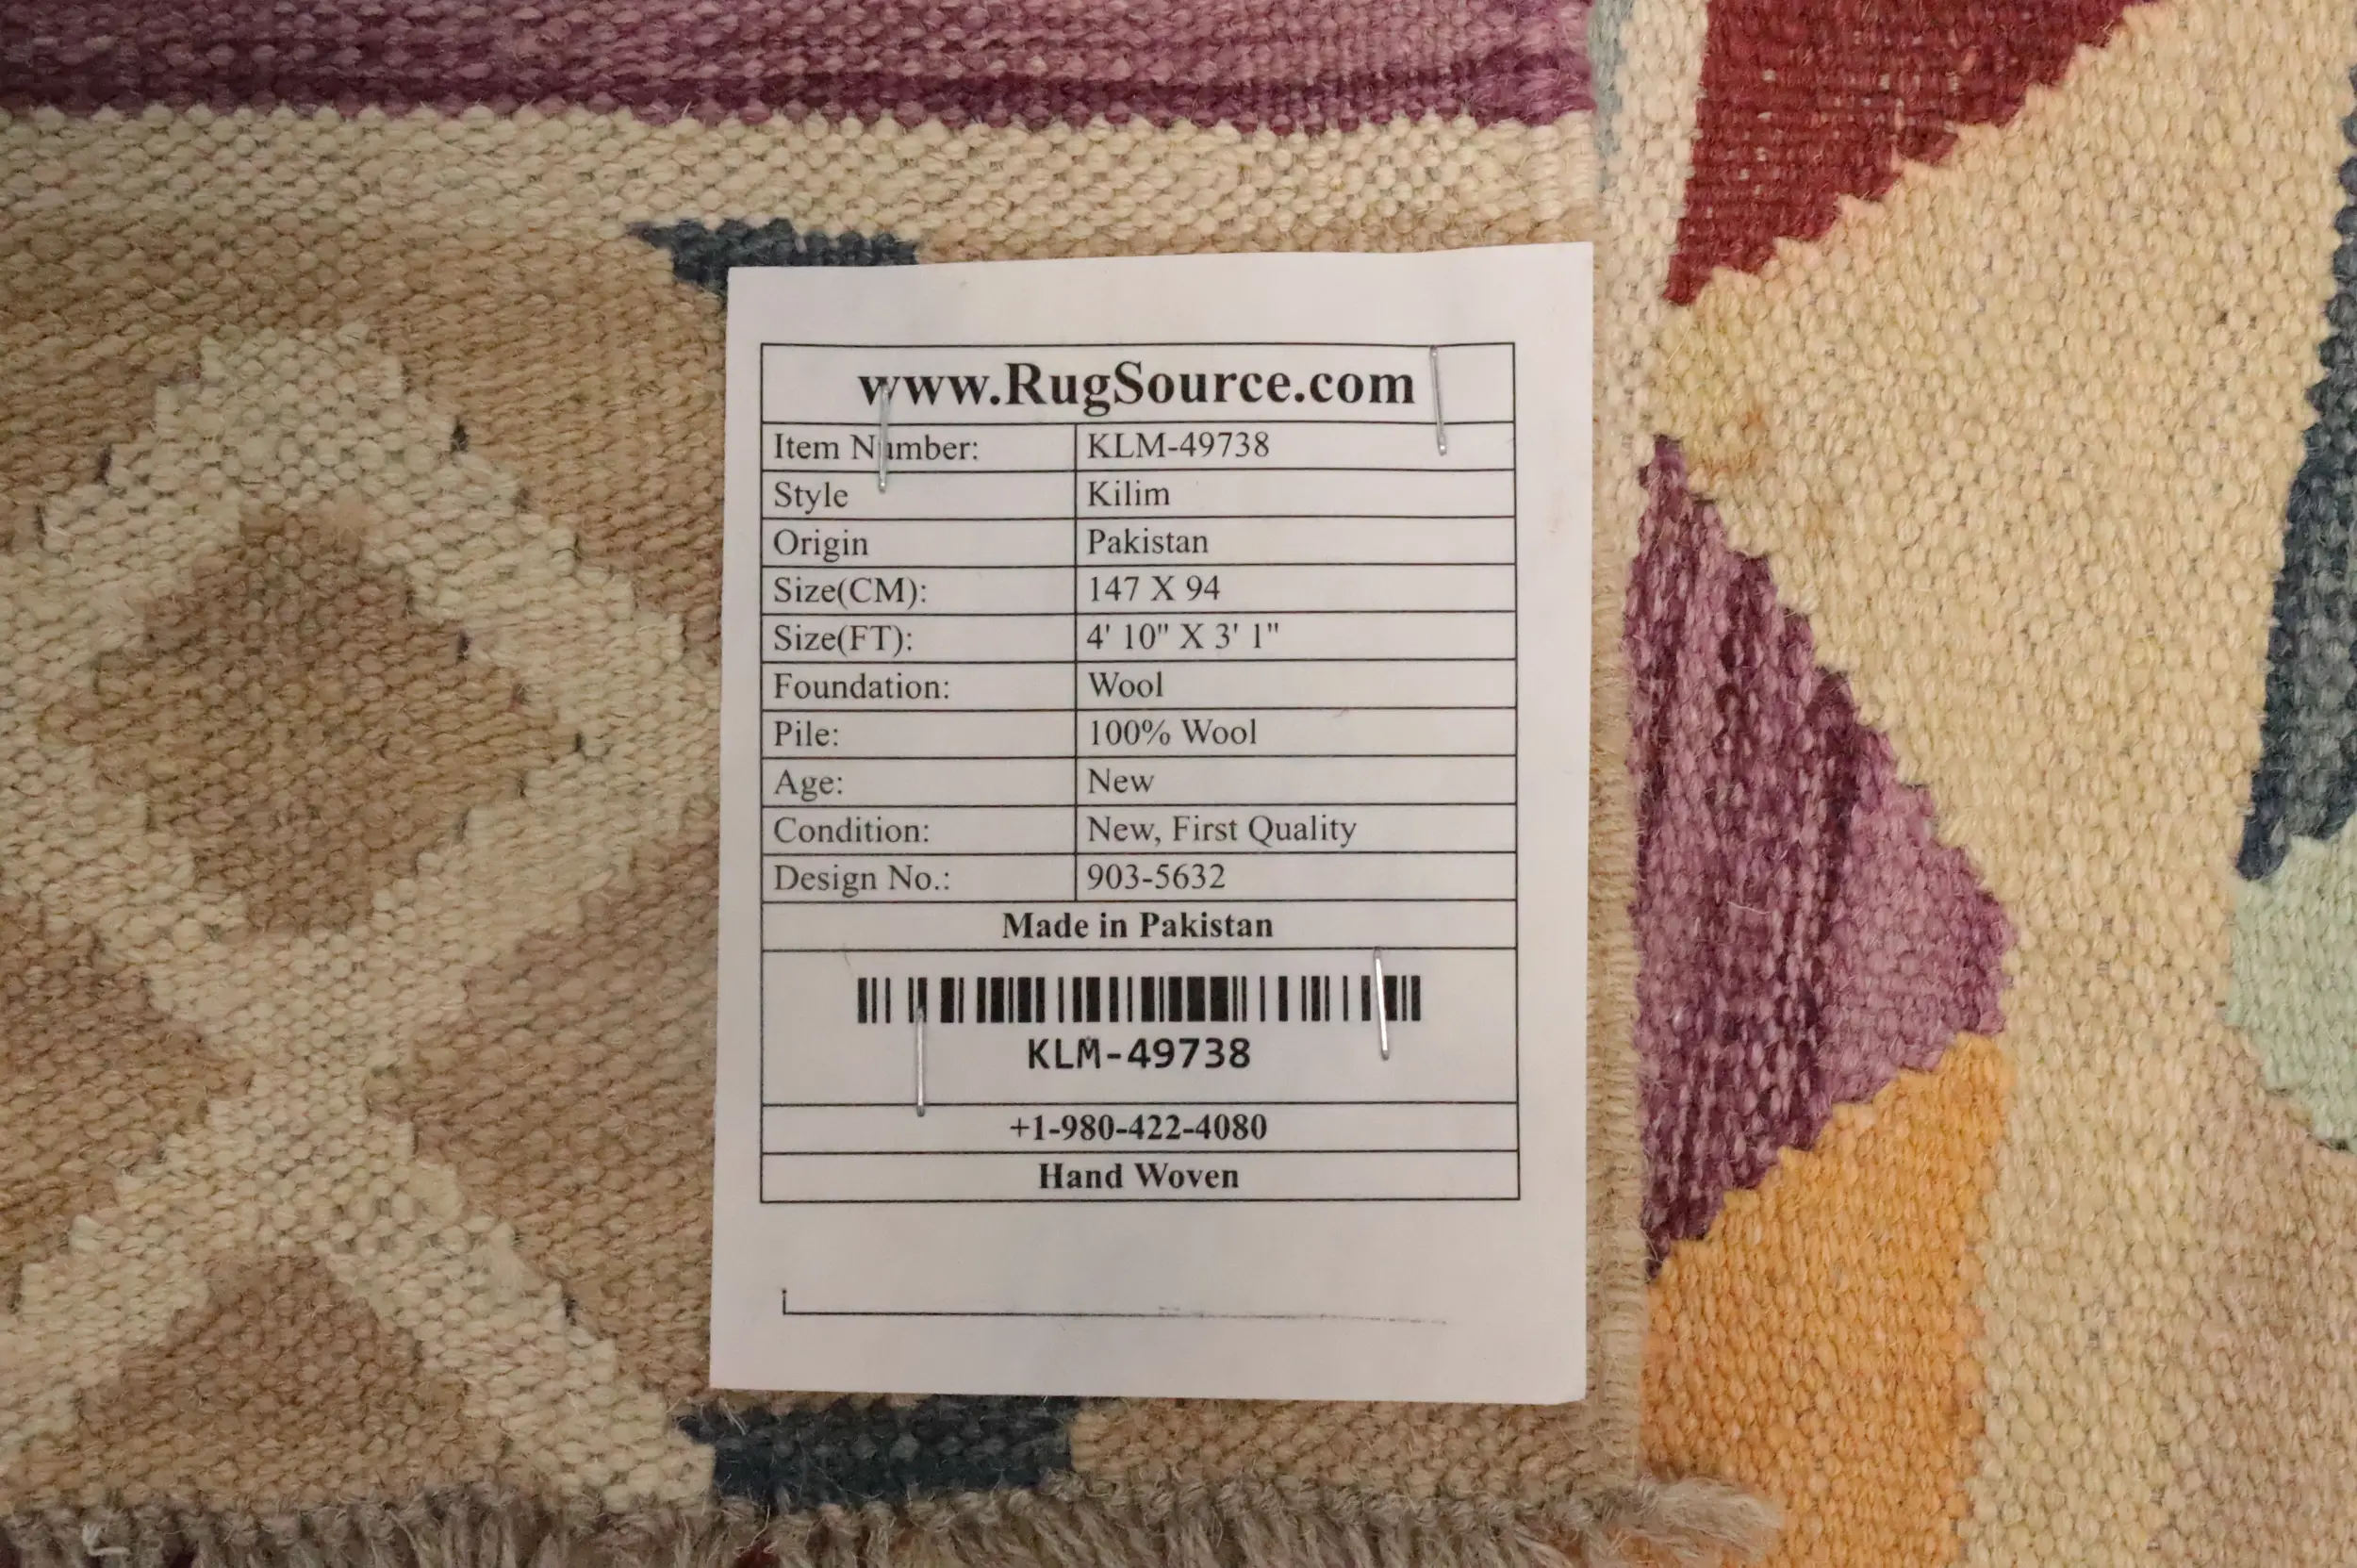 www.RugSource.com
Item Number: KLM-49738
Style Kilim
Origin Pakistan
Size(CM): 147 X 94
Size(FT): 4' 10" X 3' 1"
Foundation: Wool
Pile: 100% Wool
Age: New
Condition: New, First Quality
Design No.: 903-5632
Made in Pakistan
KLM-49738
+1-980-422-4080
Hand Woven